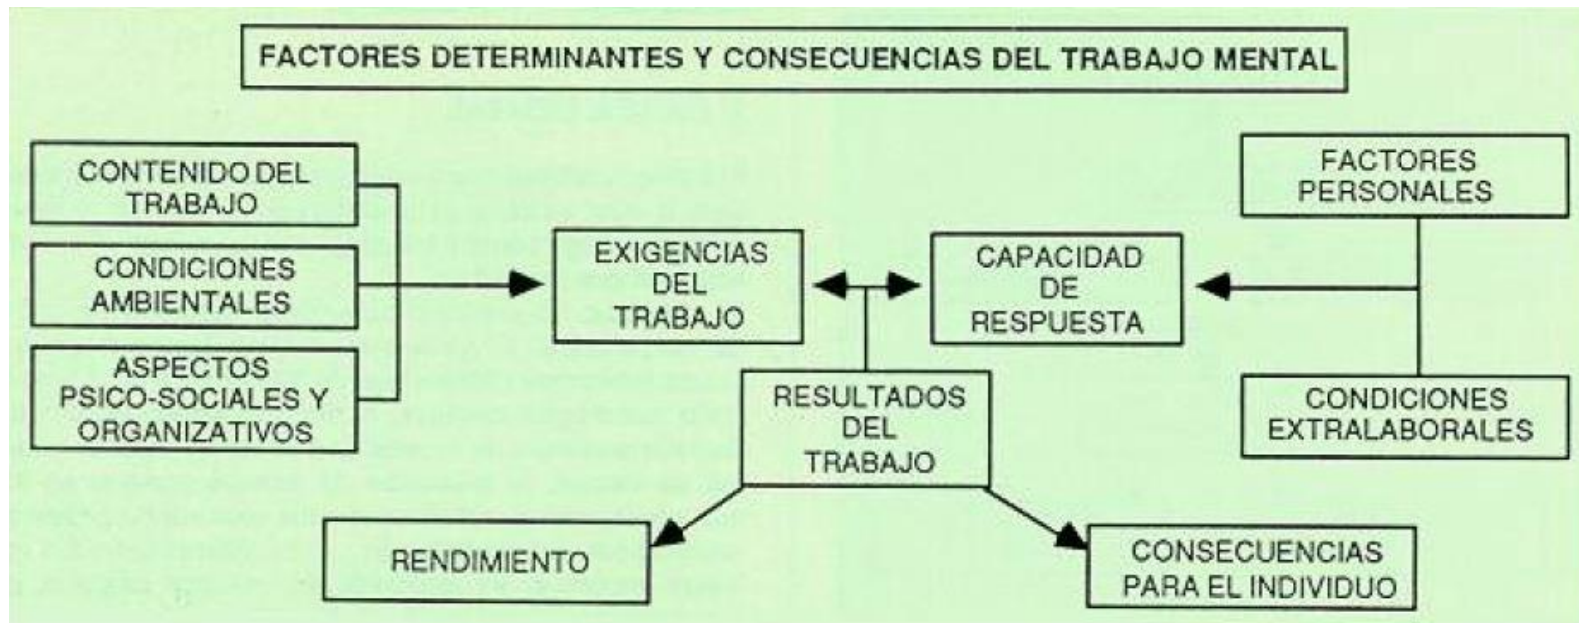 FACTORES DETERMINANTES Y CONSECUENCIAS DEL TRABAJO MENTAL
CONTENIDO DEL
TRABAJO
CONDICIONES
AMBIENTALES
ASPECTOS
PSICO-SOCIALES Y
ORGANIZATIVOS
EXIGENCIAS
DEL
TRABAJO
CAPACIDAD
DE
RESPUESTA
FACTORES
PERSONALES
CONDICIONES
EXTRALABORALES
RESULTADOS
DEL
TRABAJO
RENDIMIENTO
CONSECUENCIAS
PARA EL INDIVIDUO